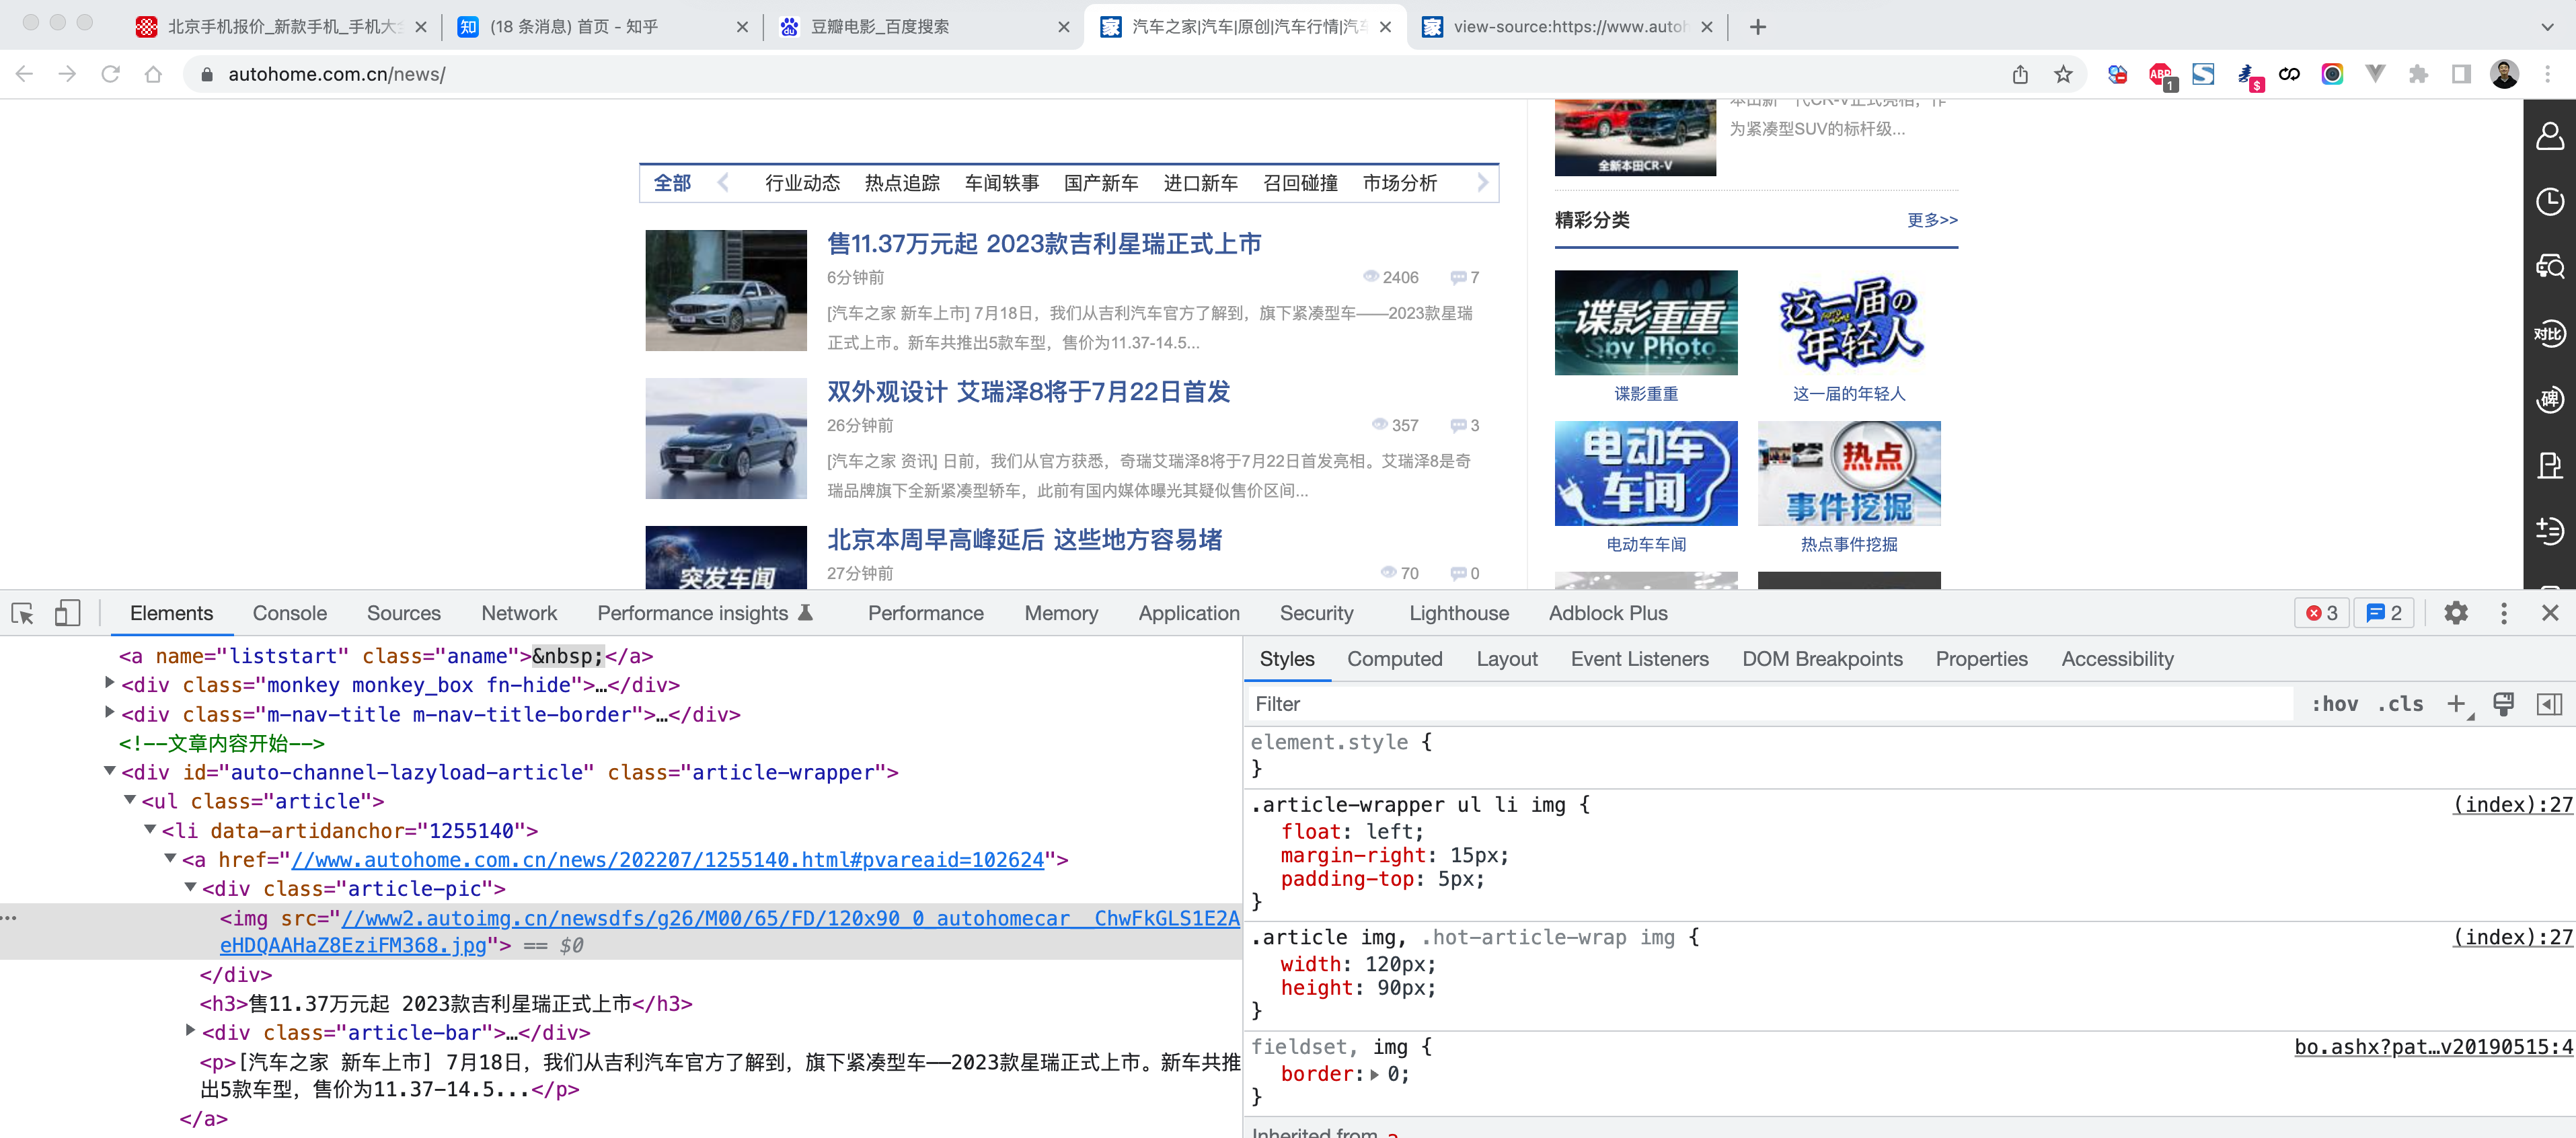 北京手机报价_新款手机_手机大全
(18 条消息) 首页 - 知乎
豆瓣电影_百度搜索
汽车之家|汽车|原创|汽车行情|汽车
view-source:https://www.autoh
autohome.com.cn/news/
本田新一代CR-V正式亮相，作
为紧凑型SUV的标杆级...
全新本田CR-V
全部 行业动态 热点追踪 车闻轶事 国产新车 进口新车 召回碰撞 市场分析
精彩分类 更多>>
售11.37万元起 2023款吉利星瑞正式上市
6分钟前 2406 7
[汽车之家 新车上市] 7月18日，我们从吉利汽车官方了解到，旗下紧凑型车——2023款星瑞
正式上市。新车共推出5款车型，售价为11.37-14.5...
谍影重重
Spy Photo
谍影重重
这一届の
年轻人
这一届的年轻人
双外观设计 艾瑞泽8将于7月22日首发
26分钟前 357 3
[汽车之家 资讯] 日前，我们从官方获悉，奇瑞艾瑞泽8将于7月22日首发亮相。艾瑞泽8是奇
瑞品牌旗下全新紧凑型轿车，此前有国内媒体曝光其疑似售价区间...
电动车
车闻
电动车车闻
热点
事件挖掘
热点事件挖掘
北京本周早高峰延后 这些地方容易堵
27分钟前 70 0
突发车闻
对比
碑
Elements Console Sources Network Performance insights Performance Memory Application Security Lighthouse Adblock Plus 3 2
<a name="liststart" class="aname">&nbsp;</a>
<div class="monkey monkey_box fn-hide">…</div>
<div class="m-nav-title m-nav-title-border">…</div>
<!--文章内容开始-->
<div id="auto-channel-lazyload-article" class="article-wrapper">
<ul class="article">
<li data-artidanchor="1255140">
<a href="//www.autohome.com.cn/news/202207/1255140.html#pvareaid=102624">
<div class="article-pic">
<img src="//www2.autoimg.cn/newsdfs/g26/M00/65/FD/120x90_0_autohomecar__ChwFkGLS1E2A
eHDQAAHaZ8EziFM368.jpg"> == $0
</div>
<h3>售11.37万元起 2023款吉利星瑞正式上市</h3>
<div class="article-bar">…</div>
<p>[汽车之家 新车上市] 7月18日，我们从吉利汽车官方了解到，旗下紧凑型车——2023款星瑞正式上市。新车共推
出5款车型，售价为11.37-14.5...</p>
</a>
Styles Computed Layout Event Listeners DOM Breakpoints Properties Accessibility
Filter :hov .cls
element.style {
}
.article-wrapper ul li img { (index):27
float: left;
margin-right: 15px;
padding-top: 5px;
}
.article img, .hot-article-wrap img { (index):27
width: 120px;
height: 90px;
}
fieldset, img { bo.ashx?pat…v20190515:4
border: 0;
}
Inherited from a